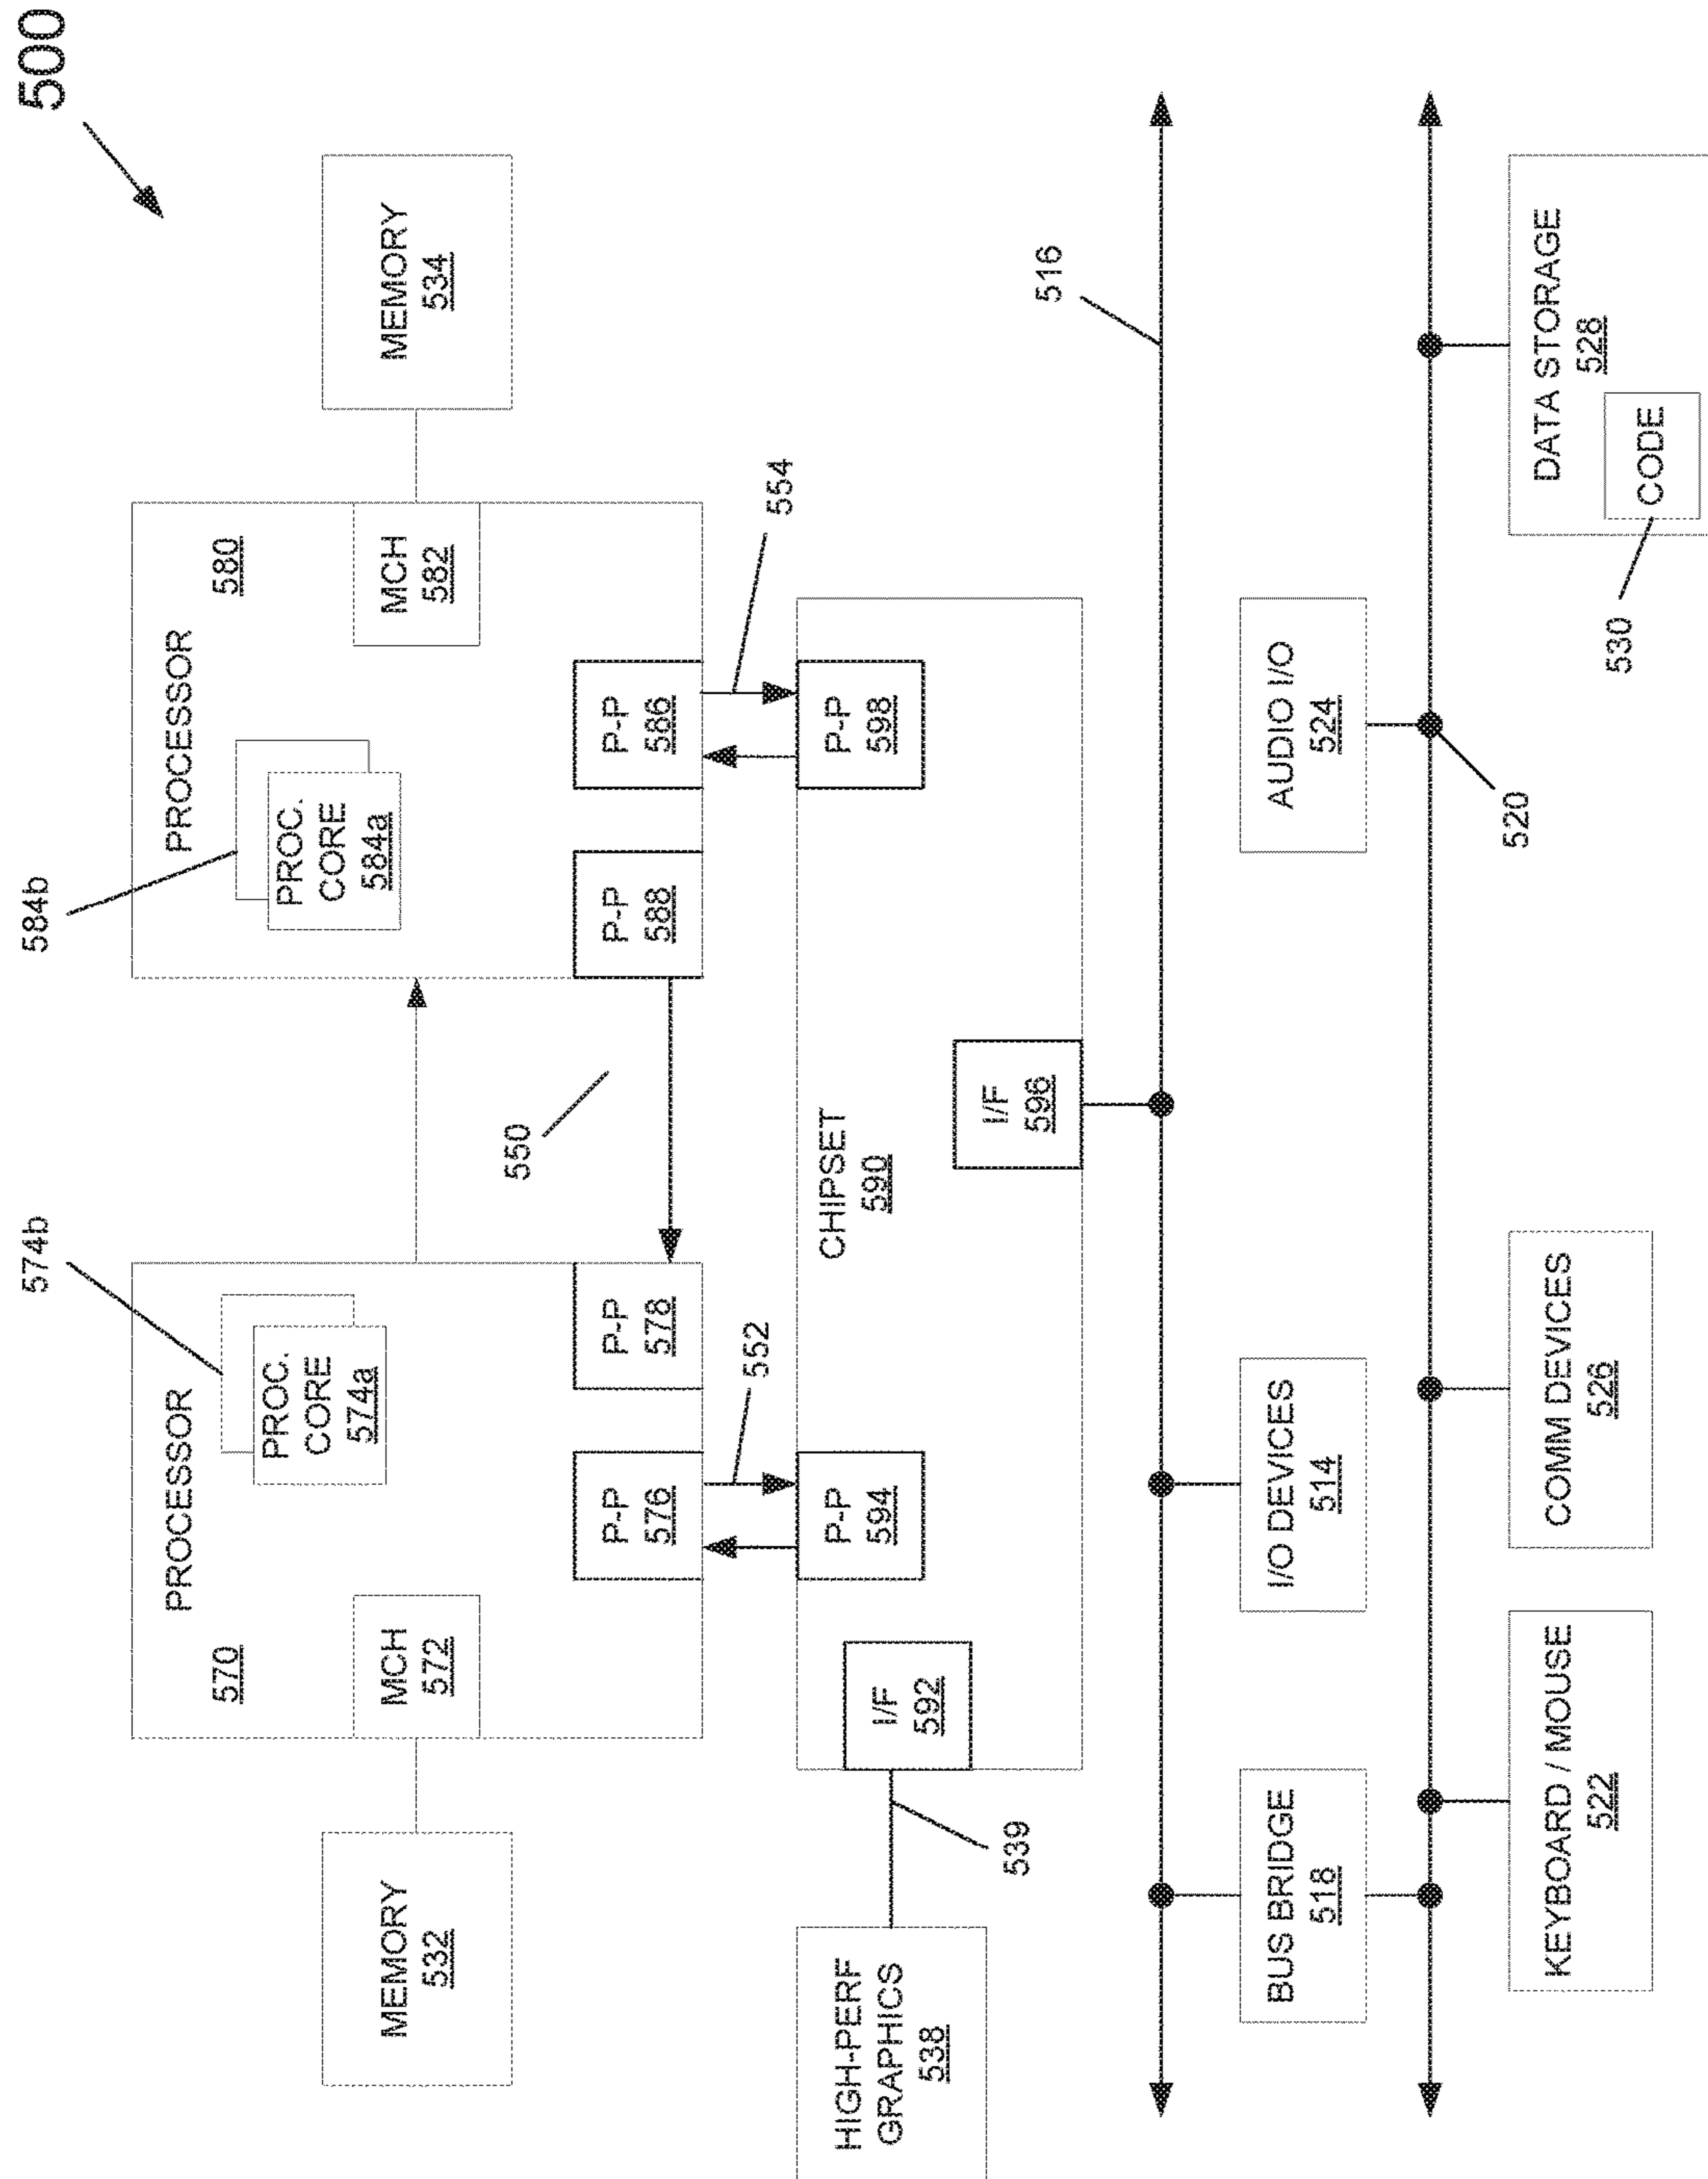 500
574b
584b
PROCESSOR
570
PROC.
CORE
574a
MEMORY
532
MCH
572
P-P
576
P-P
578
550
PROCESSOR
580
PROC.
CORE
584a
MCH
582
MEMORY
534
P-P
588
P-P
586
552
554
HIGH-PERF
GRAPHICS
538
539
I/F
592
P-P
594
CHIPSET
590
P-P
598
I/F
596
516
BUS BRIDGE
518
I/O DEVICES
514
AUDIO I/O
524
520
KEYBOARD / MOUSE
522
COMM DEVICES
526
530
DATA STORAGE
528
CODE